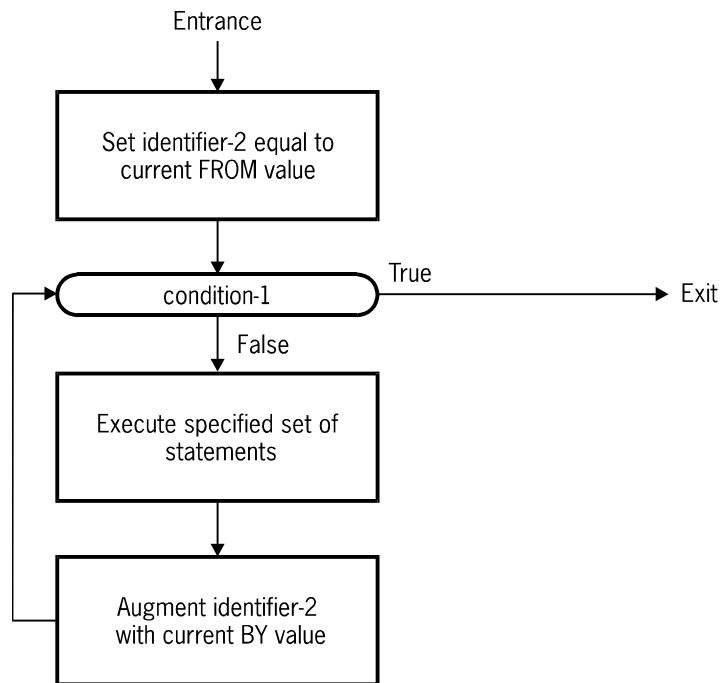 Entrance
Set identifier-2 equal to
current FROM value
condition-1
True
Exit
False
Execute specified set of
statements
Augment identifier-2
with current BY value